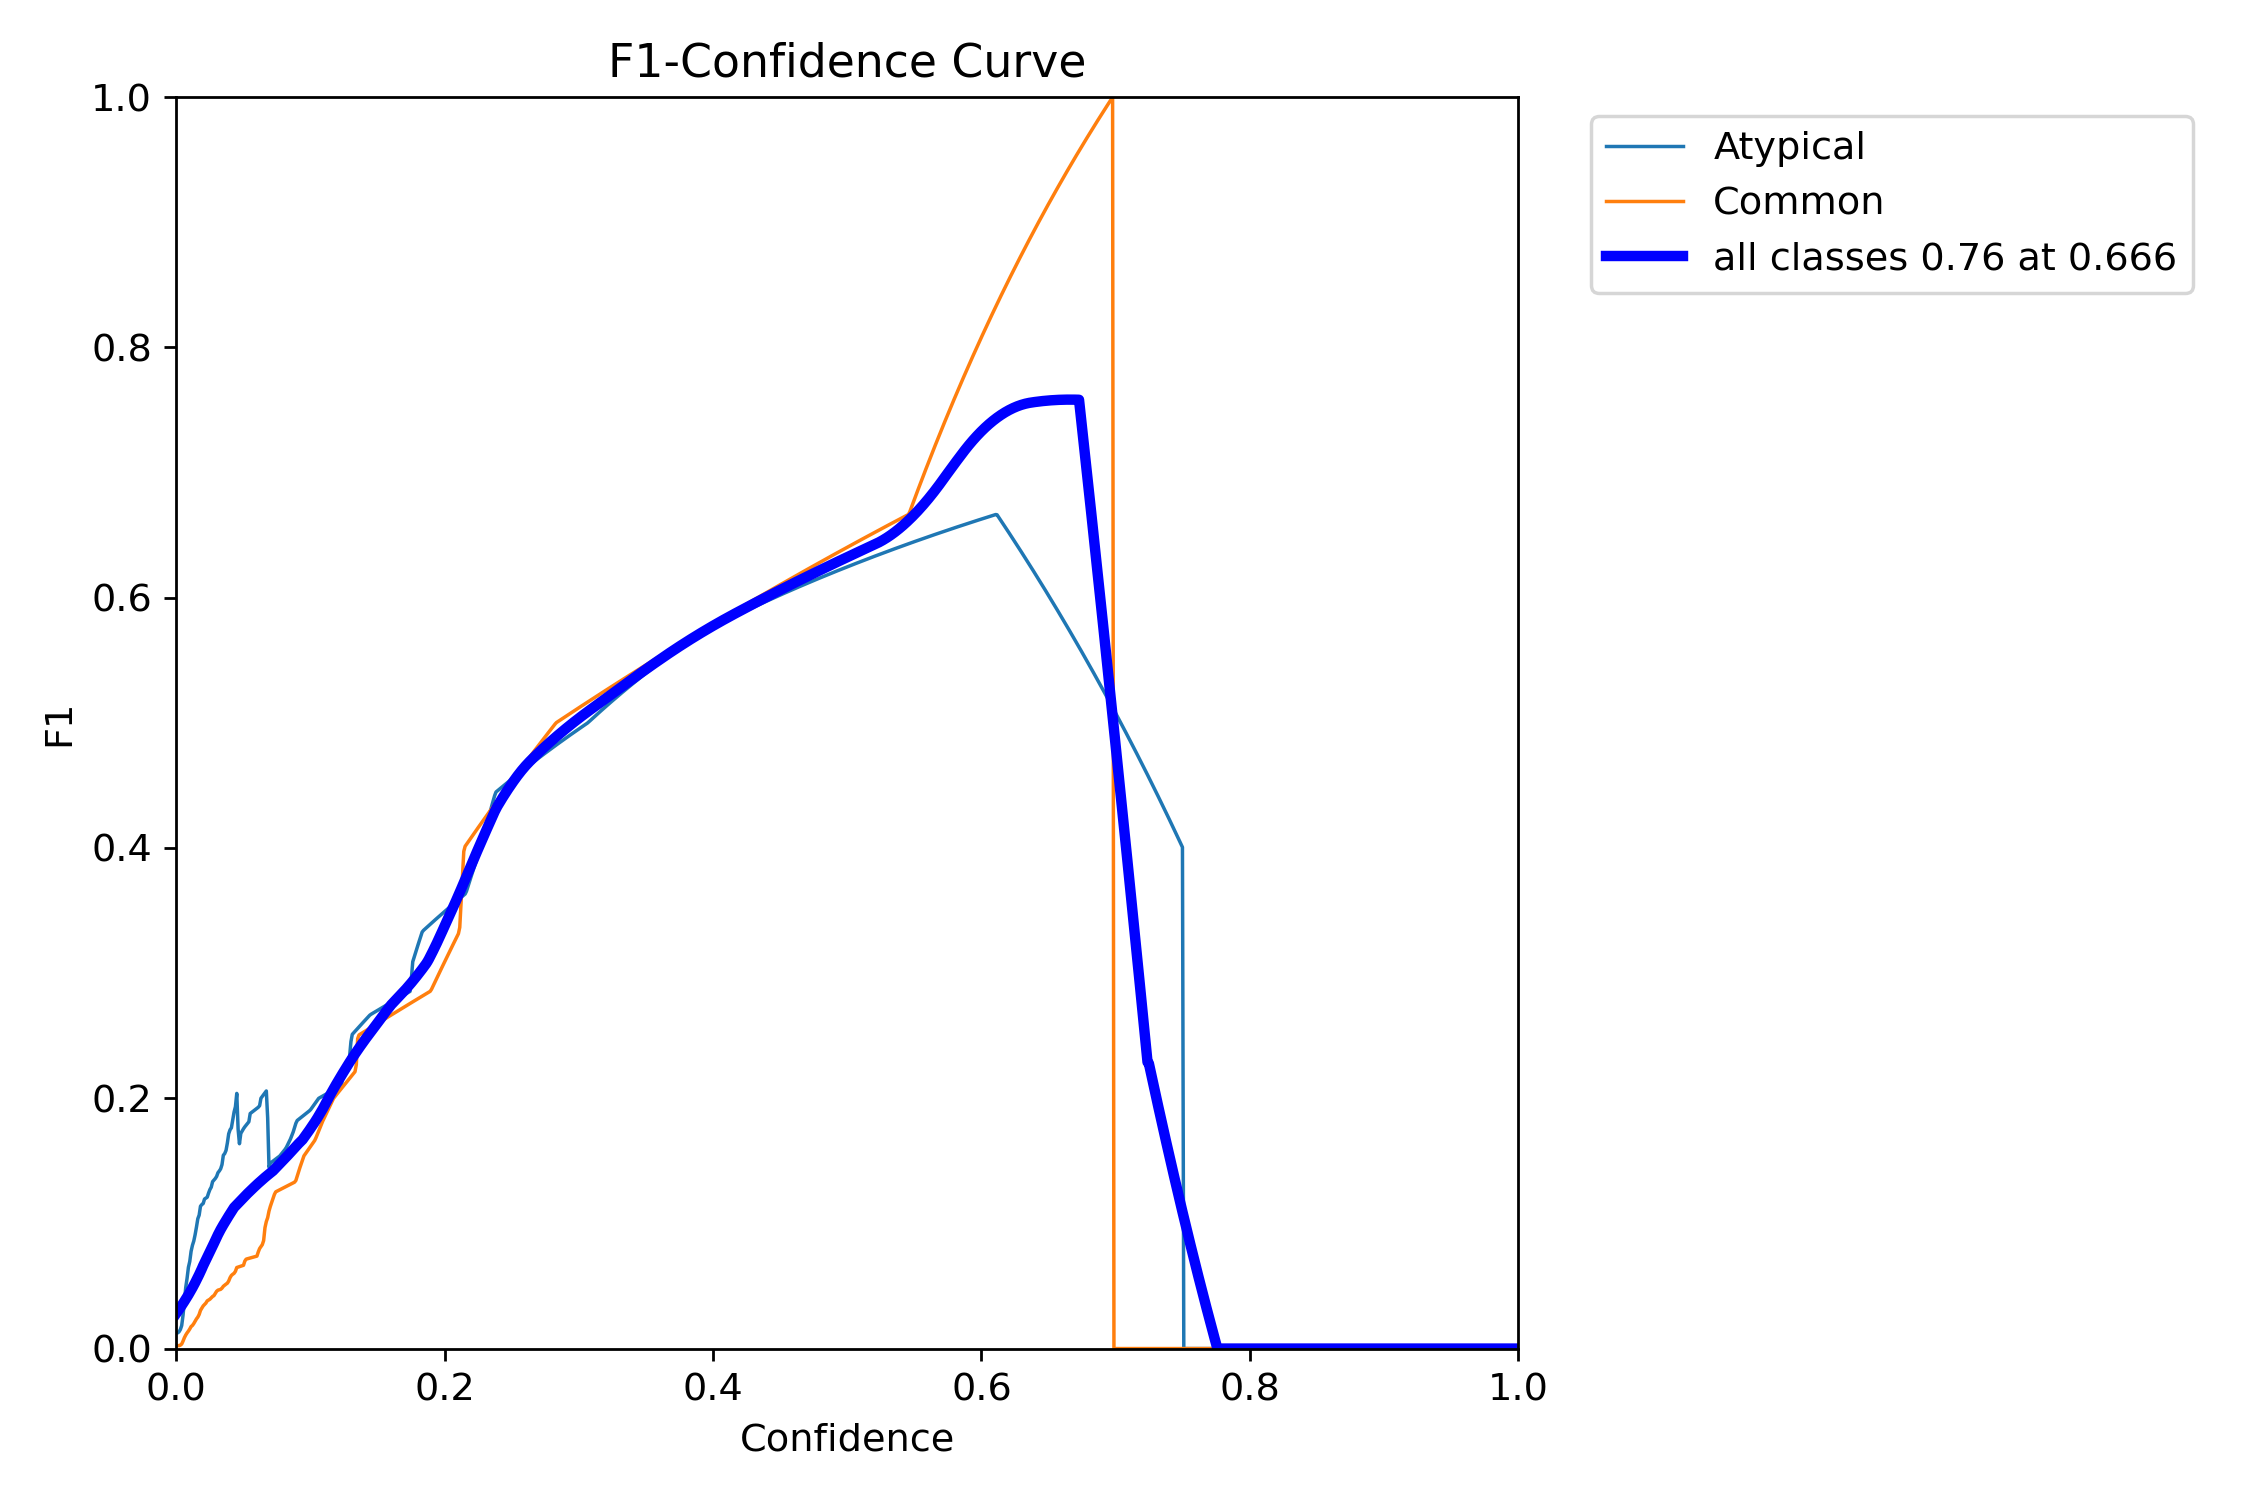 F1-Confidence Curve
1.0
0.8
0.6
0.4
0.2
0.0
F1
0.0 0.2 0.4 0.6 0.8 1.0
Confidence
Atypical
Common
all classes 0.76 at 0.666